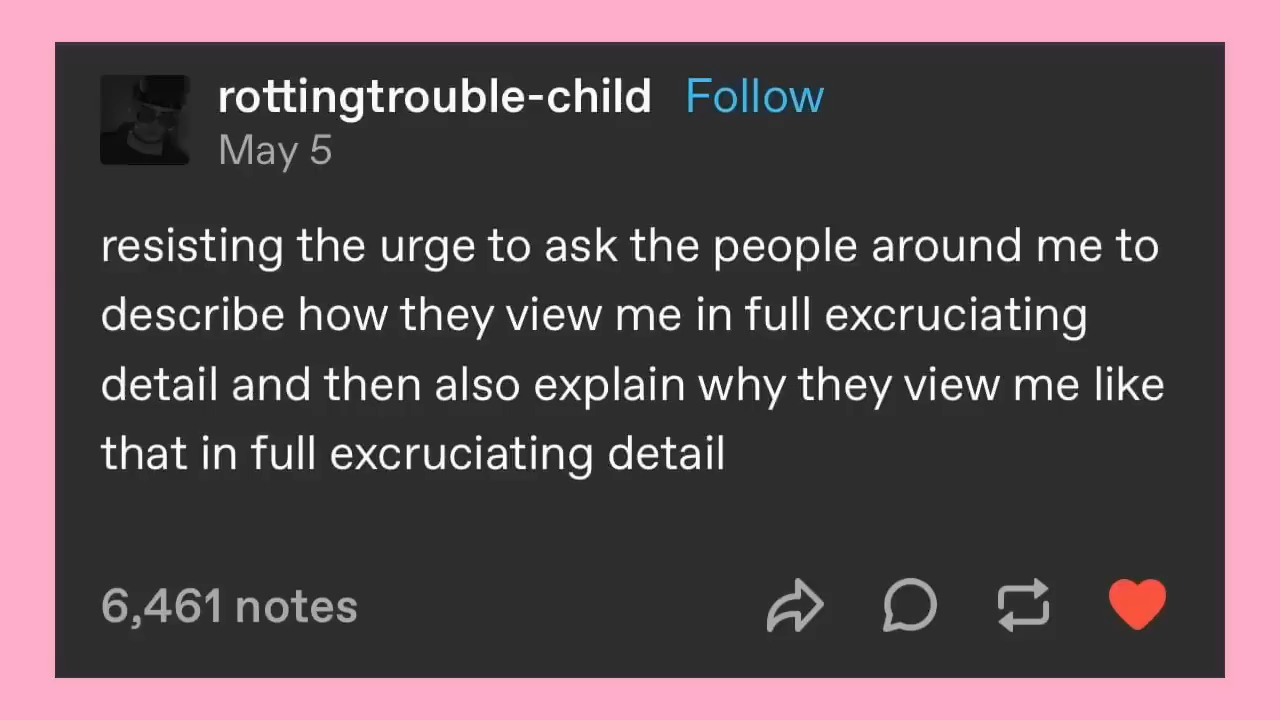 rottingtrouble-child Follow
May 5
resisting the urge to ask the people around me to
describe how they view me in full excruciating
detail and then also explain why they view me like
that in full excruciating detail
6,461 notes